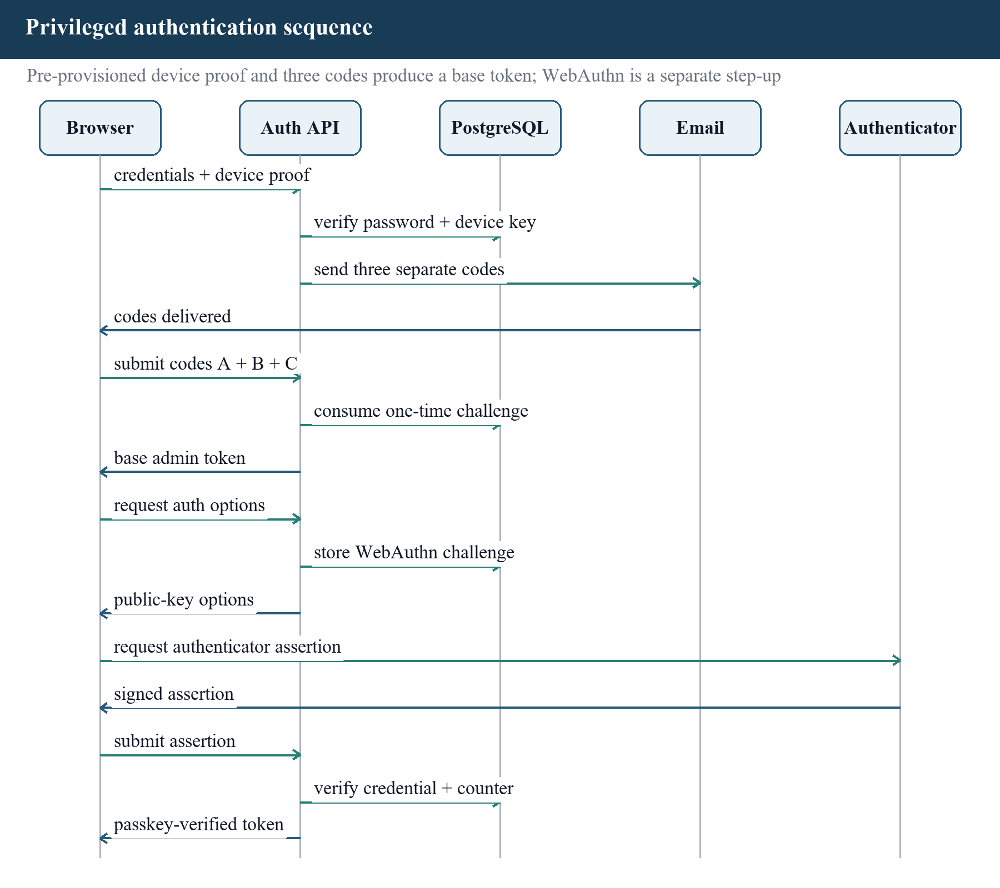 Privileged authentication sequence
Pre-provisioned device proof and three codes produce a base token; WebAuthn is a separate step-up
Browser
Auth API
PostgreSQL
Email
Authenticator
credentials + device proof
verify password + device key
send three separate codes
codes delivered
submit codes A + B + C
consume one-time challenge
base admin token
request auth options
store WebAuthn challenge
public-key options
request authenticator assertion
signed assertion
submit assertion
verify credential + counter
passkey-verified token